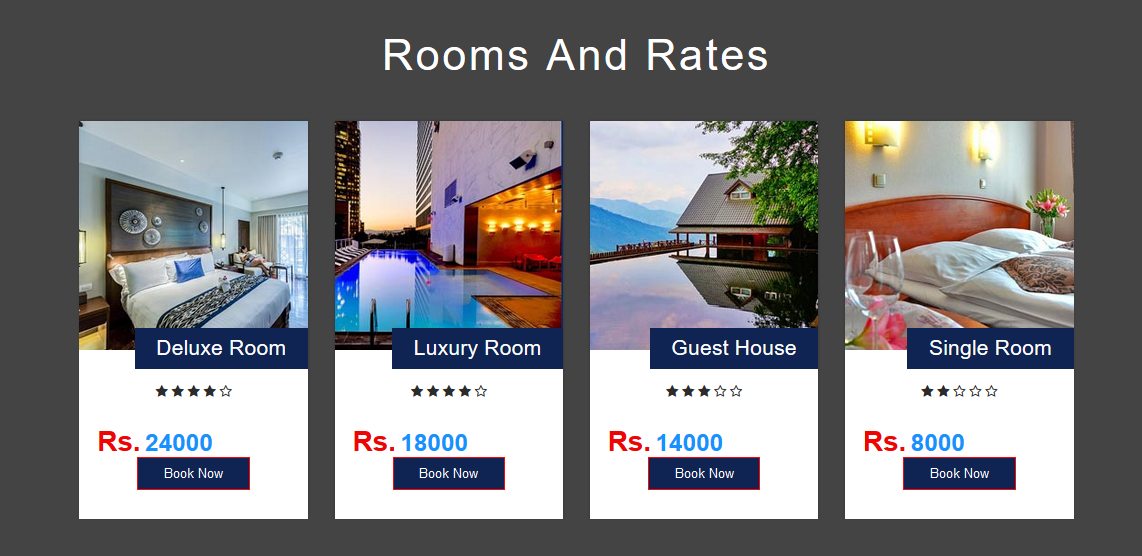 Rooms And Rates
Deluxe Room
Rs. 24000
Book Now
Luxury Room
Rs. 18000
Book Now
Guest House
Rs. 14000
Book Now
Single Room
Rs. 8000
Book Now